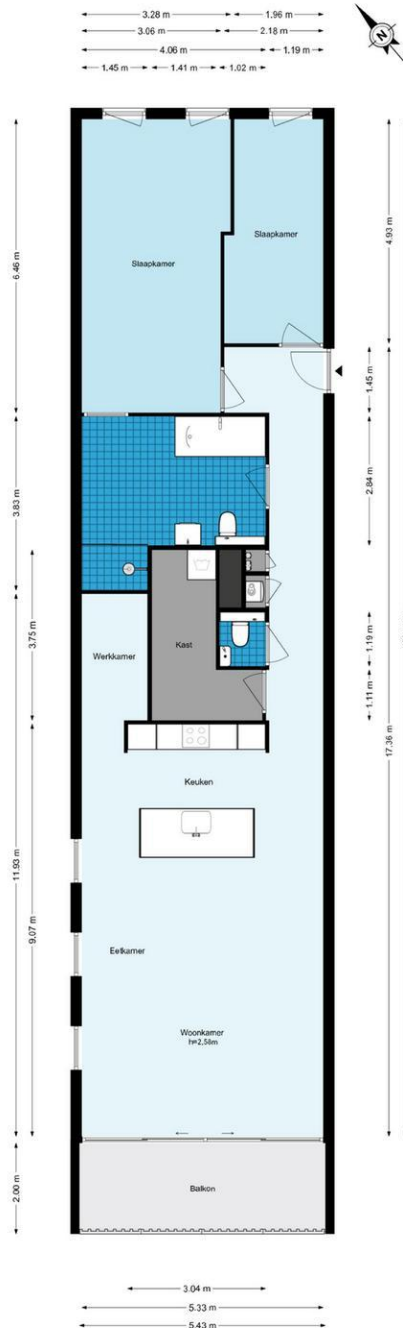 3.28 m 1.96 m
3.06 m 2.18 m
4.06 m 1.19 m
1.45 m 1.41 m 1.02 m
N
6.46 m
4.93 m
Slaapkamer
Slaapkamer
1.45 m
3.83 m
2.84 m
3.75 m
Kast
Werkkamer
1.19 m
1.11 m
17.36 m
Keuken
11.93 m
9.07 m
Eetkamer
Woonkamer
h=2,58m
2.00 m
Balkon
3.04 m
5.33 m
5.43 m